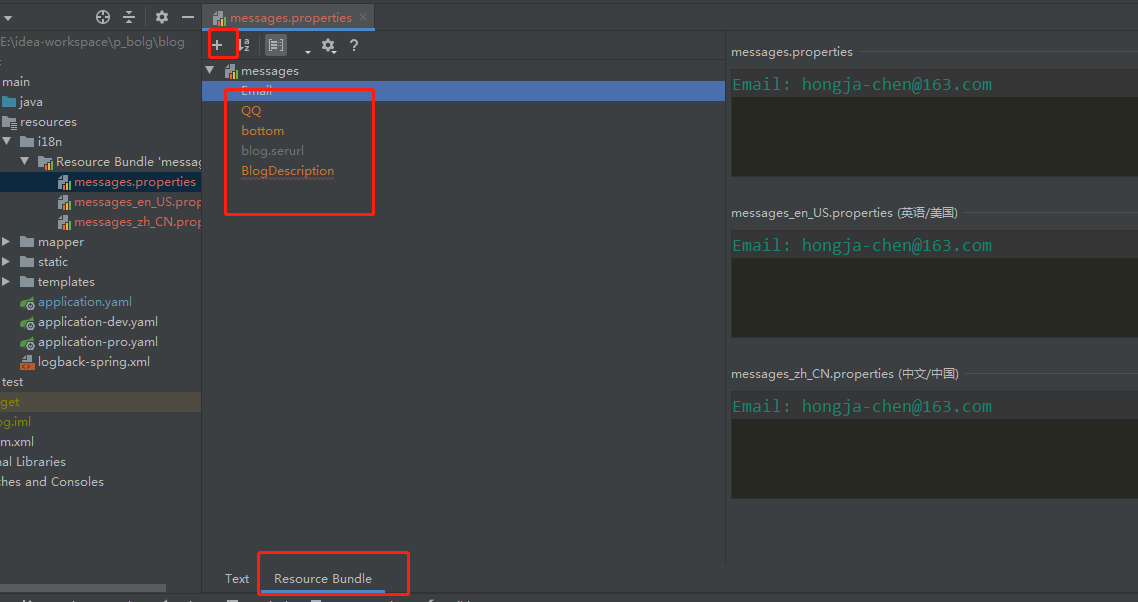 messages.properties
E:\idea-workspace\p_bolg\blog
main
java
resources
i18n
Resource Bundle 'messag
messages.properties
messages_en_US.prop
messages_zh_CN.prop
mapper
static
templates
application.yaml
application-dev.yaml
application-pro.yaml
logback-spring.xml
test
get
og.iml
m.xml
nal Libraries
ches and Consoles
messages
Email
QQ
bottom
blog.serurl
BlogDescription
Text
Resource Bundle
messages.properties
Email: hongja-chen@163.com
messages_en_US.properties (英语/美国)
Email: hongja-chen@163.com
messages_zh_CN.properties (中文/中国)
Email: hongja-chen@163.com